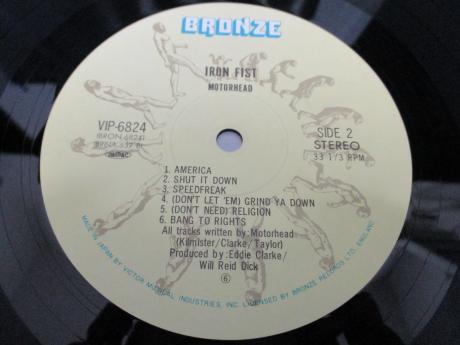 BRONZE
IRON FIST
MOTORHEAD
VIP-6824
SIDE 2
STEREO
33 1/3 RPM
1. AMERICA
2. SHUT IT DOWN
3. SPEEDFREAK
4. (DON'T LET 'EM) GRIND YA DOWN
5. (DON'T NEED) RELIGION
6. BANG TO RIGHTS
All tracks written by:Motorhead
(Kilmister/Clarke/Taylor)
Produced by:Eddie Clarke/
Will Reid Dick
6
MADE IN JAPAN BY VICTOR MUSICAL INDUSTRIES, INC. LICENSED BY BRONZE RECORDS LTD, ENGLAND